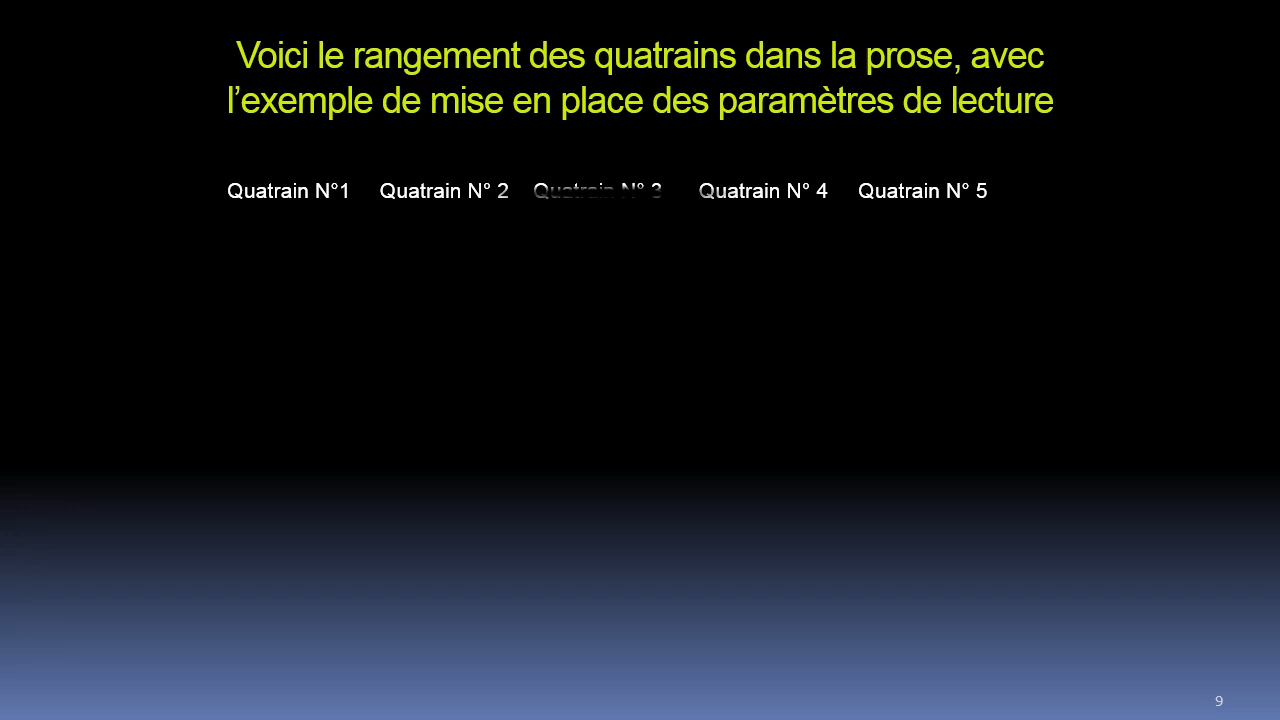 Voici le rangement des quatrains dans la prose, avec
l’exemple de mise en place des paramètres de lecture
Quatrain N°1 Quatrain N° 2 Quatrain N° 3 Quatrain N° 4 Quatrain N° 5
9